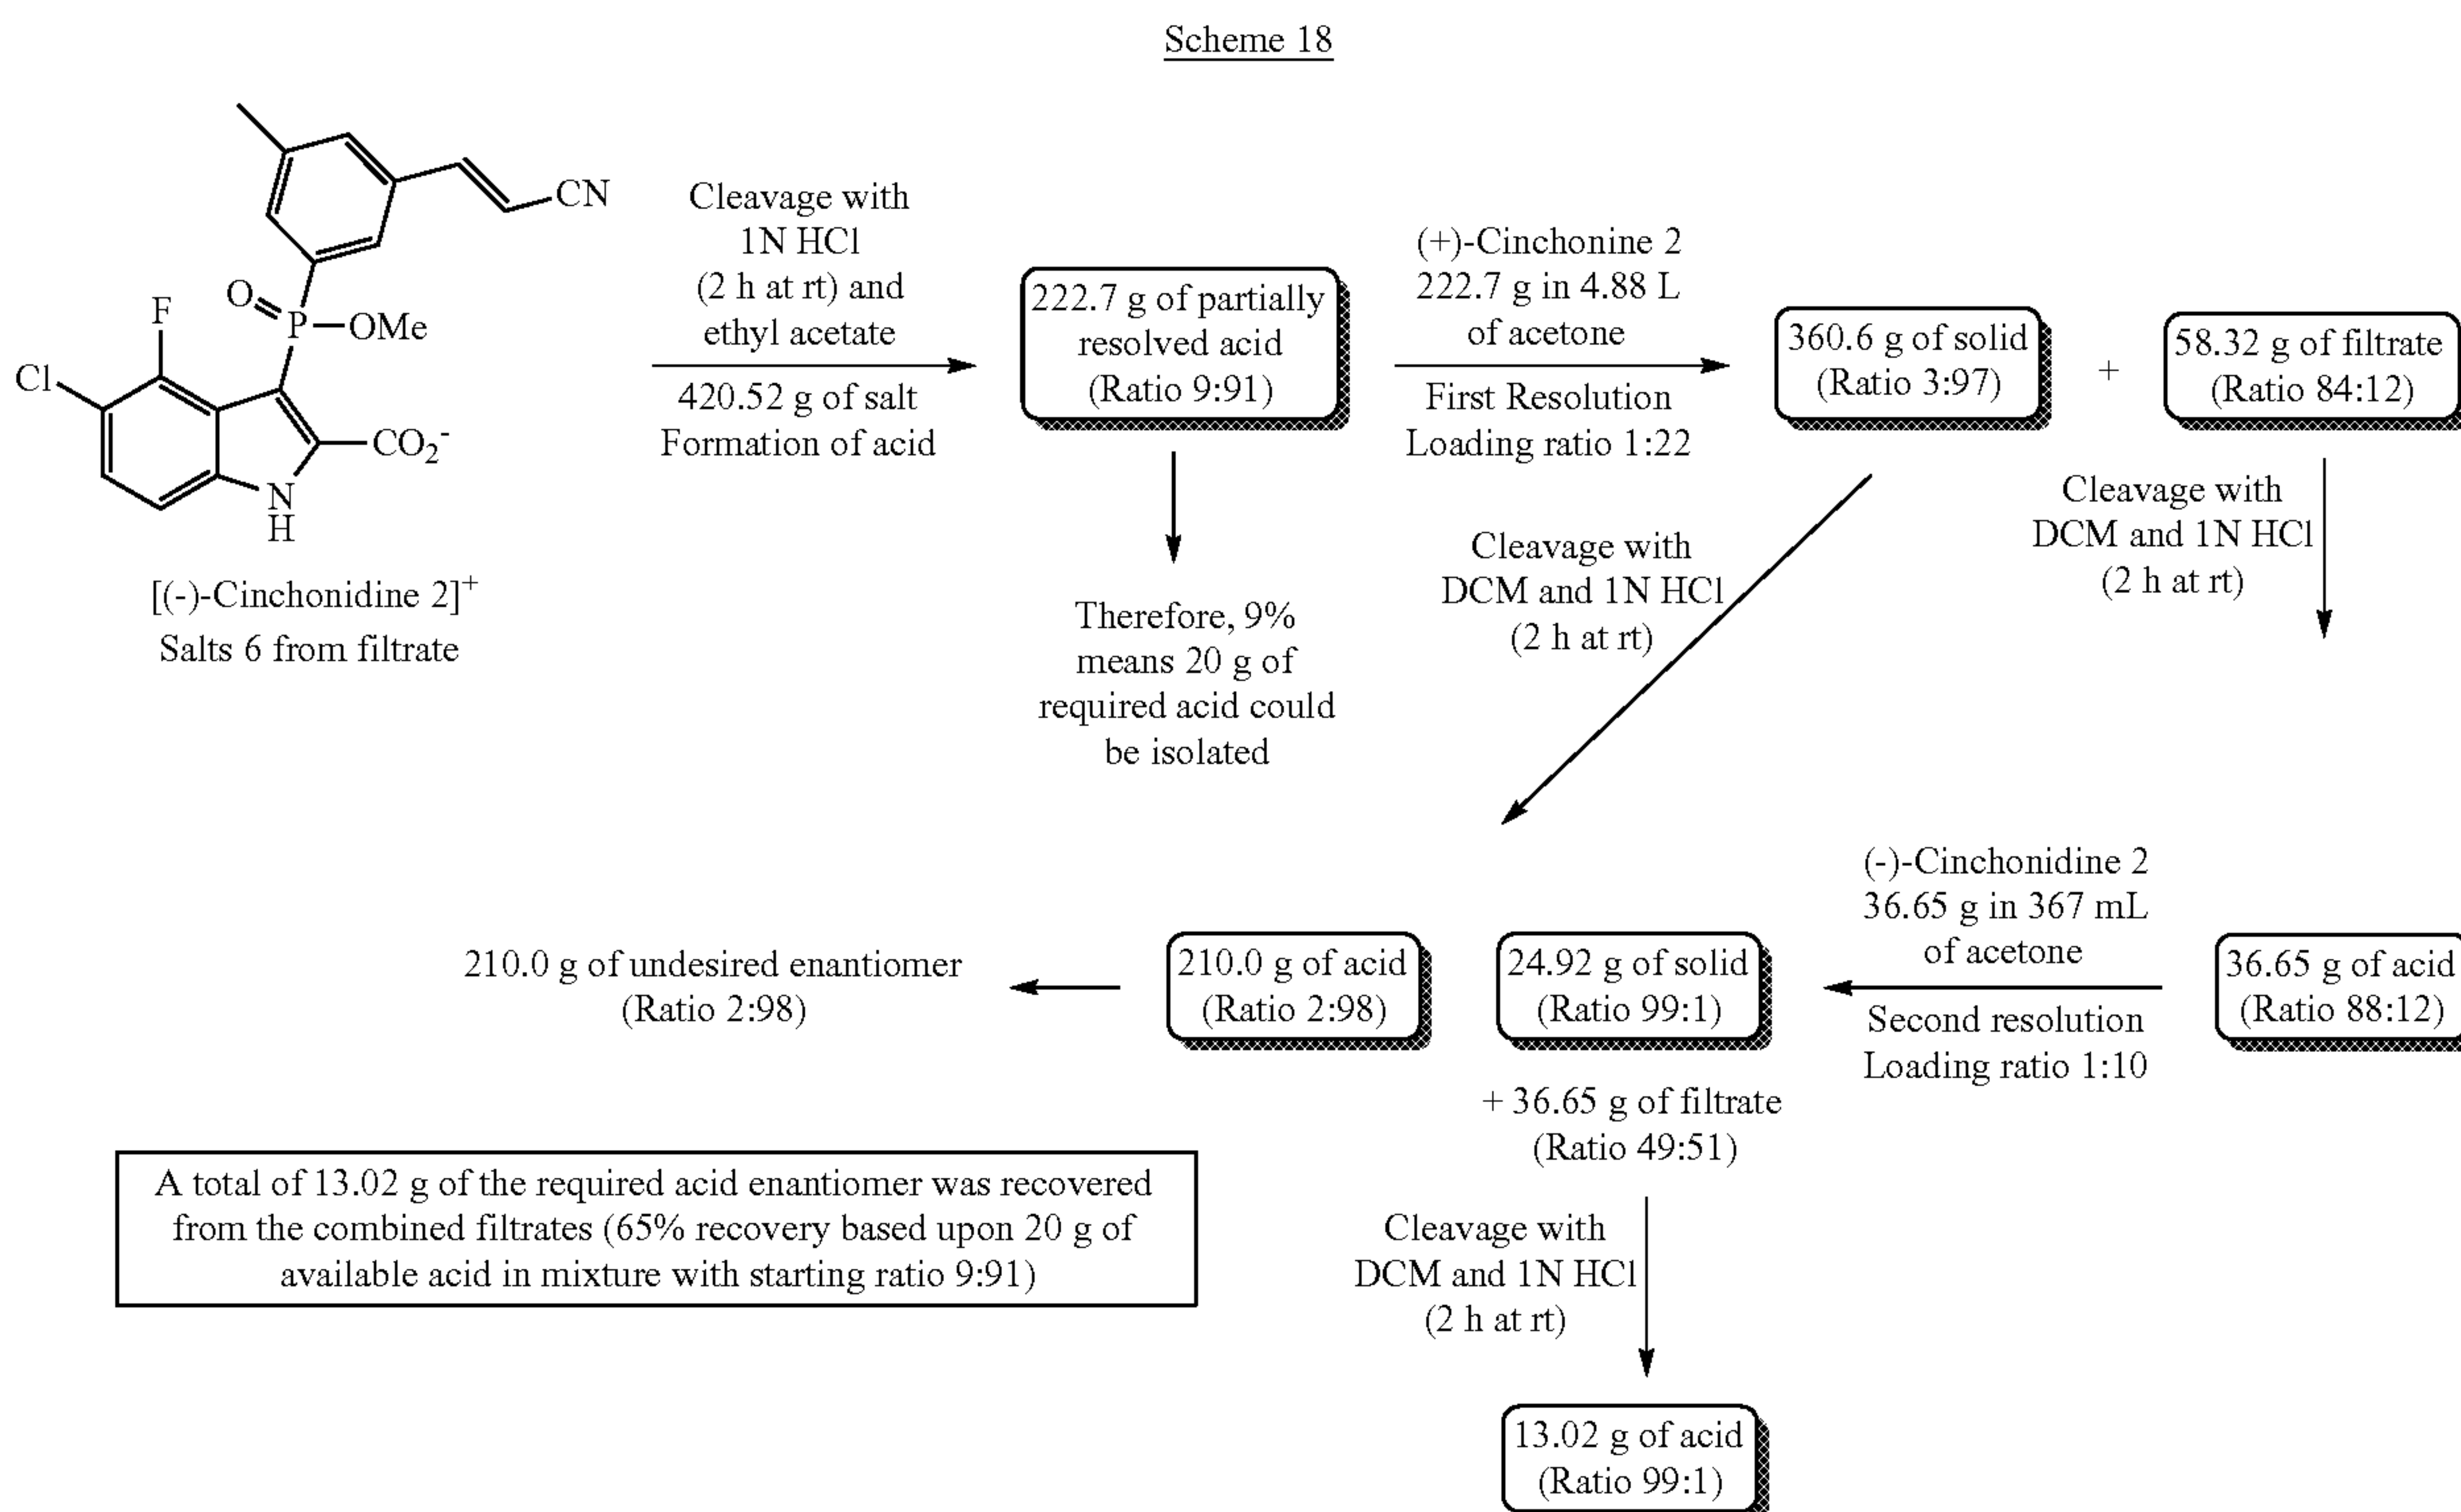 Scheme 18
CN
O
P
OMe
F
Cl
CO2-
N
H
[(-)-Cinchonidine 2]+
Salts 6 from filtrate
Cleavage with
1N HCl
(2 h at rt) and
ethyl acetate
420.52 g of salt
Formation of acid
222.7 g of partially
resolved acid
(Ratio 9:91)
Therefore, 9%
means 20 g of
required acid could
be isolated
(+)-Cinchonine 2
222.7 g in 4.88 L
of acetone
First Resolution
Loading ratio 1:22
360.6 g of solid
(Ratio 3:97)
+
58.32 g of filtrate
(Ratio 84:12)
Cleavage with
DCM and 1N HCl
(2 h at rt)
Cleavage with
DCM and 1N HCl
(2 h at rt)
36.65 g of acid
(Ratio 88:12)
(-)-Cinchonidine 2
36.65 g in 367 mL
of acetone
Second resolution
Loading ratio 1:10
24.92 g of solid
(Ratio 99:1)
+ 36.65 g of filtrate
(Ratio 49:51)
210.0 g of acid
(Ratio 2:98)
210.0 g of undesired enantiomer
(Ratio 2:98)
A total of 13.02 g of the required acid enantiomer was recovered
from the combined filtrates (65% recovery based upon 20 g of
available acid in mixture with starting ratio 9:91)
Cleavage with
DCM and 1N HCl
(2 h at rt)
13.02 g of acid
(Ratio 99:1)